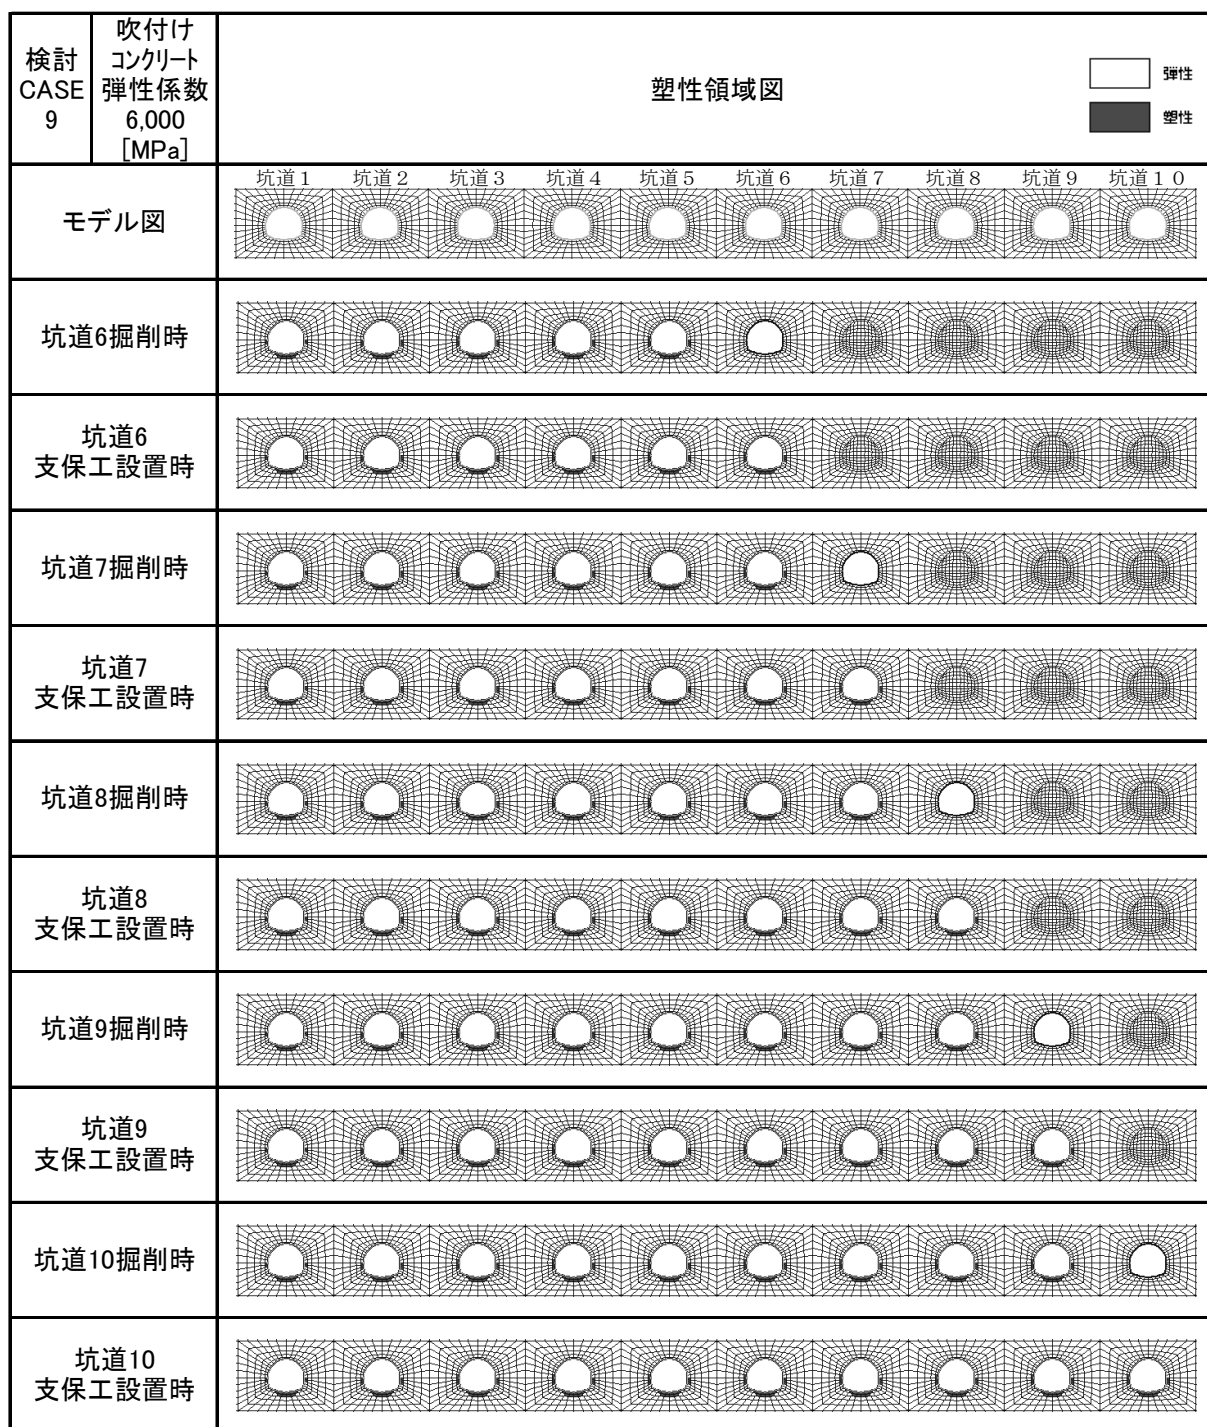 検討
CASE
9
吹付け
コンクリート
弾性係数
6,000
[MPa]
塑性領域図
弾性
塑性
モデル図
坑道1 坑道2 坑道3 坑道4 坑道5 坑道6 坑道7 坑道8 坑道9 坑道10
坑道6掘削時
坑道6
支保工設置時
坑道7掘削時
坑道7
支保工設置時
坑道8掘削時
坑道8
支保工設置時
坑道9掘削時
坑道9
支保工設置時
坑道10掘削時
坑道10
支保工設置時